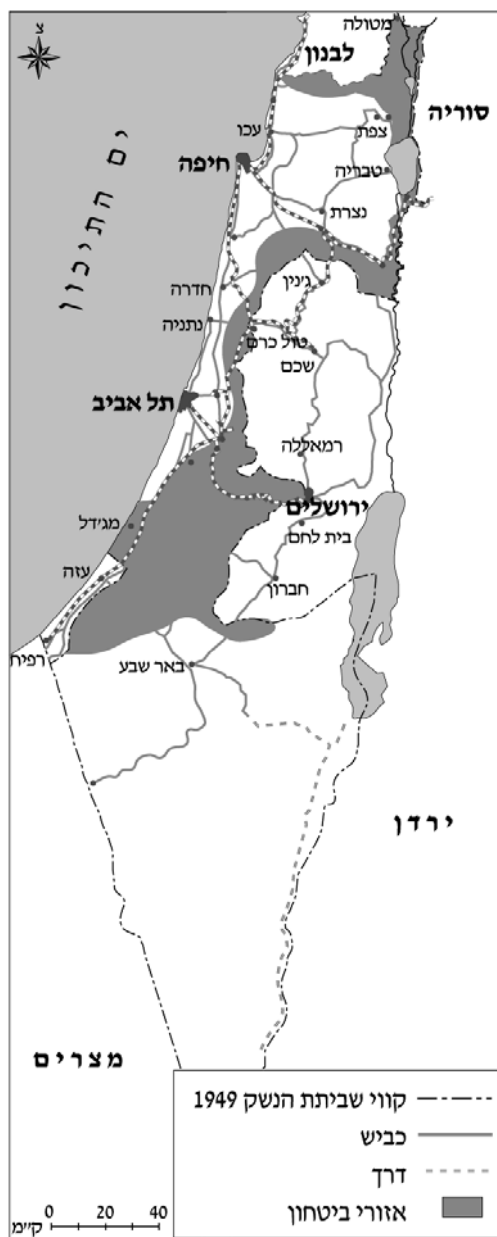 צ
מטולה
לבנון
סוריה
צפת
עכו
טבריה
חיפה
נצרת
ים התיכון
ג'נין
חדרה
נתניה
טול כרם
שכם
תל אביב
רמאללה
ירושלים
מג'דל
בית לחם
עזה
חברון
רפיח
באר שבע
ירדן
מצרים
קווי שביתת הנשק 1949
כביש
דרך
אזורי ביטחון
0 20 40
ק"מ